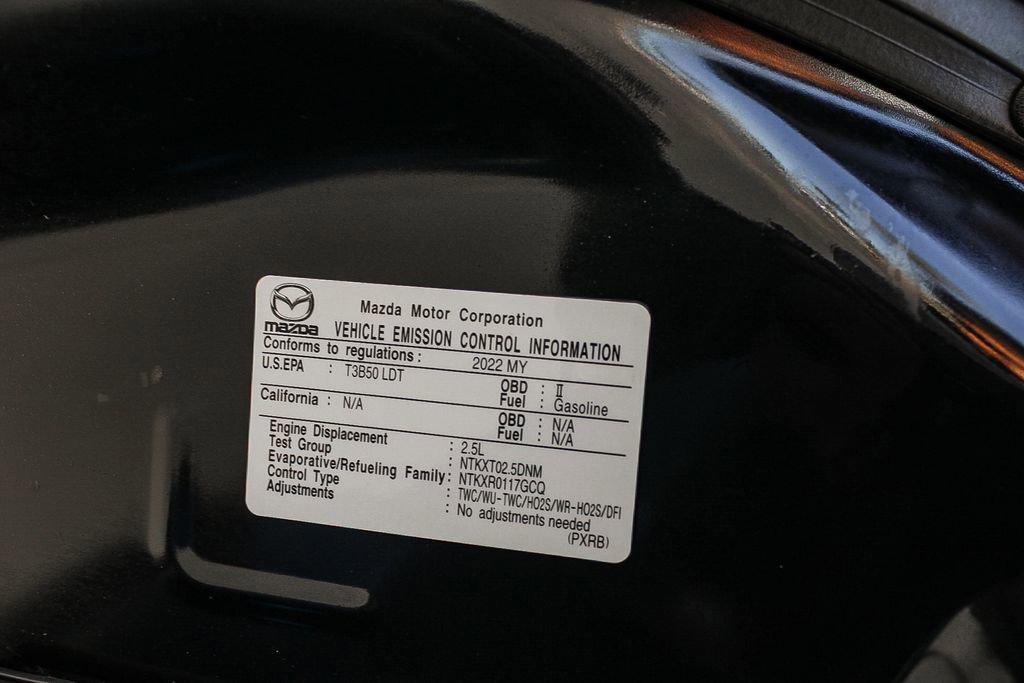 mazda
Mazda Motor Corporation
VEHICLE EMISSION CONTROL INFORMATION
Conforms to regulations : 2022 MY
U.S.EPA : T3B50 LDT OBD : II
Fuel : Gasoline
California : N/A OBD : N/A
Fuel : N/A
Engine Displacement : 2.5L
Test Group : NTKXT02.5DNM
Evaporative/Refueling Family : NTKXR0117GCQ
Control Type : TWC/WU-TWC/HO2S/WR-HO2S/DFI
Adjustments : No adjustments needed
(PXRB)